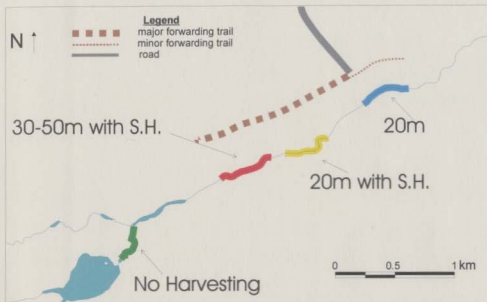 Legend
N
major forwarding trail
minor forwarding trail
road
30-50m with S.H.
20m
20m with S.H.
No Harvesting
0 0.5 1 km